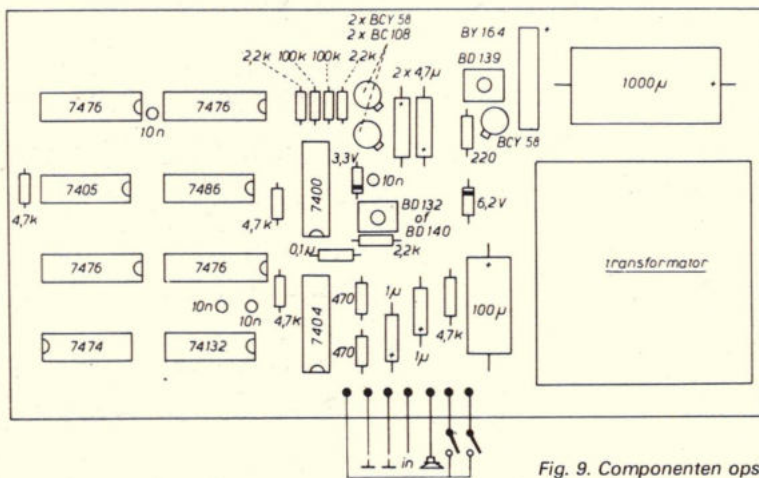 2 x BCY 58
2 x BC 108
BY 164
BD 139
2,2k 100k 100k 2,2k
2 x 4,7µ
1000µ
7476
7476
10n
BCY 58
220
3,3V
10n
7405
7486
7400
4,7k
4,7k
BD 132
of
BD 140
6,2V
0,1µ
2,2k
transformator
7476
7476
10n
10n
4,7k
7404
470
1µ
100µ
7474
74132
470
1µ
4,7k
in
Fig. 9. Componenten ops